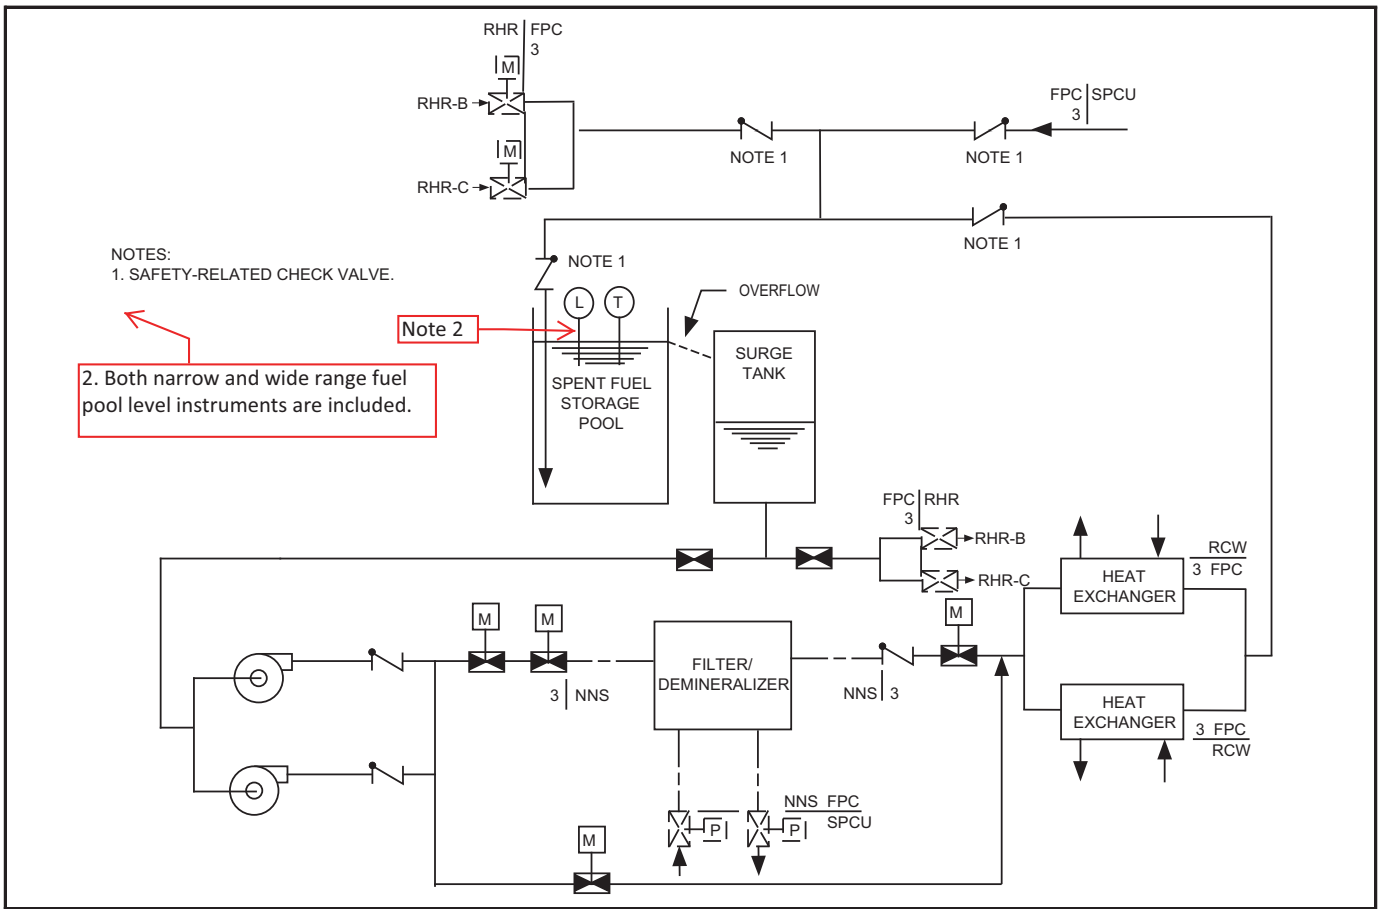 RHR FPC
3
M
RHR-B
FPC SPCU
3
NOTE 1
NOTE 1
M
RHR-C
NOTE 1
NOTES:
1. SAFETY-RELATED CHECK VALVE.
NOTE 1
OVERFLOW
L
T
Note 2
SURGE
TANK
2. Both narrow and wide range fuel
pool level instruments are included.
SPENT FUEL
STORAGE
POOL
FPC RHR
3
RHR-B
RHR-C
RCW
3 FPC
HEAT
EXCHANGER
M
M
M
FILTER/
DEMINERALIZER
3 NNS
NNS 3
HEAT
EXCHANGER
3 FPC
RCW
NNS FPC
SPCU
P
P
M